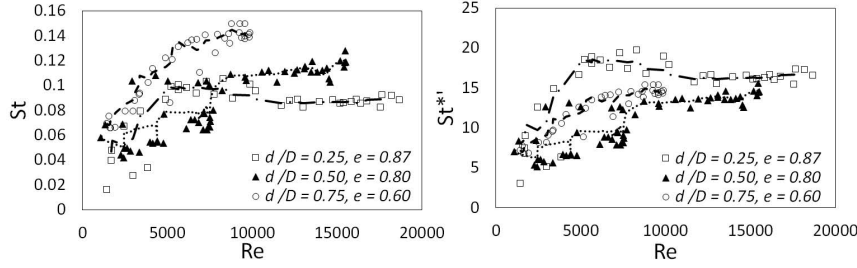 0.16
0.14
0.12
0.1
0.08
0.06
0.04
0.02
0
St
0 5000 10000 15000 20000
Re
d /D = 0.25, e = 0.87
d /D = 0.50, e = 0.80
d /D = 0.75, e = 0.60
25
20
15
10
5
0
St*'
0 5000 10000 15000 20000
Re
d /D = 0.25, e = 0.87
d /D = 0.50, e = 0.80
d /D = 0.75, e = 0.60